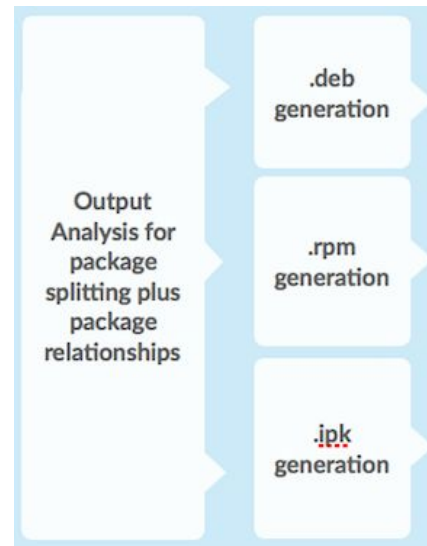 Output
Analysis for
package
splitting plus
package
relationships
.deb
generation
.rpm
generation
.ipk
generation